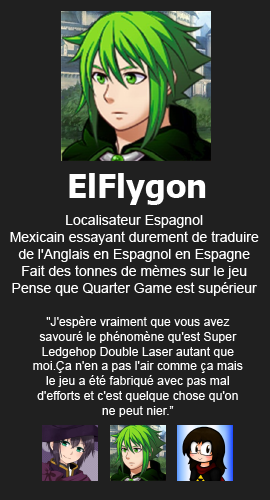 ElFlygon
Localisateur Espagnol
Mexicain essayant durement de traduire
de l'Anglais en Espagnol en Espagne
Fait des tonnes de mèmes sur le jeu
Pense que Quarter Game est supérieur
"J'espère vraiment que vous avez
savouré le phénomène qu'est Super
Ledgehop Double Laser autant que
moi.Ça n'en a pas l'air comme ça mais
le jeu a été fabriqué avec pas mal
d'efforts et c'est quelque chose qu'on
ne peut nier.”